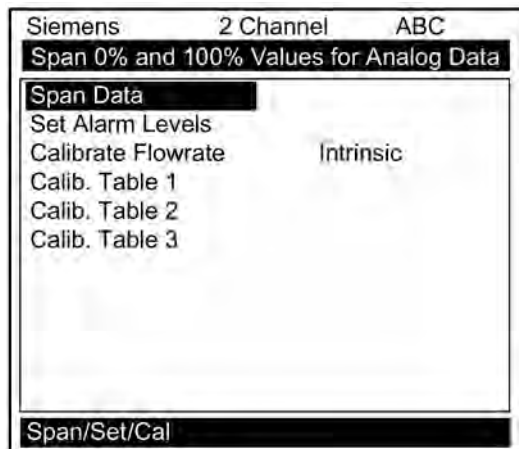 Siemens 2 Channel ABC
Span 0% and 100% Values for Analog Data
Span Data
Set Alarm Levels
Calibrate Flowrate Intrinsic
Calib. Table 1
Calib. Table 2
Calib. Table 3
Span/Set/Cal